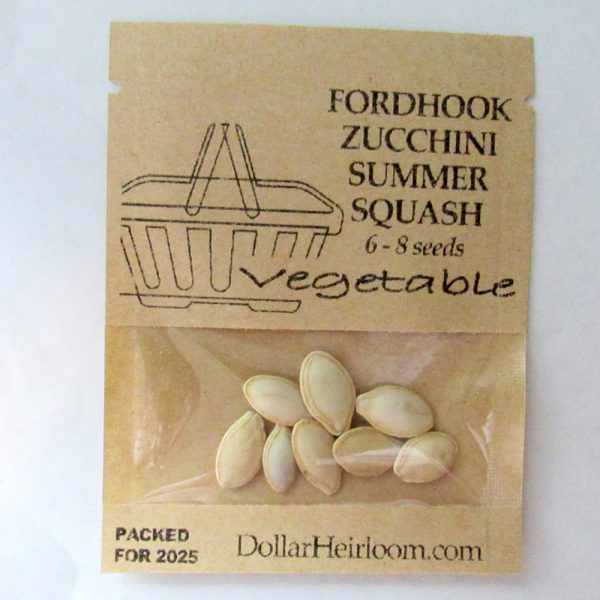 FORDHOOK
ZUCCHINI
SUMMER
SQUASH
6 - 8 seeds
Vegetable
PACKED
FOR 2025
DollarHeirloom.com